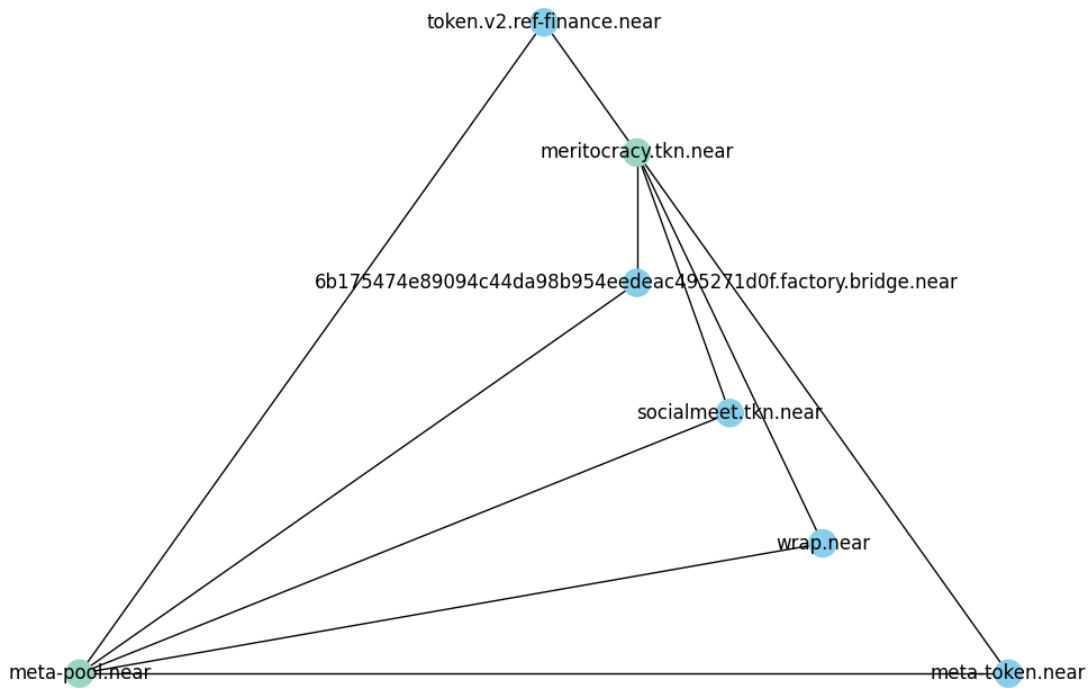 token.v2.ref-finance.near
meritocracy.tkn.near
6b175474e89094c44da98b954eedeac495271d0f.factory.bridge.near
socialmeet.tkn.near
wrap.near
meta-pool.near
meta-token.near